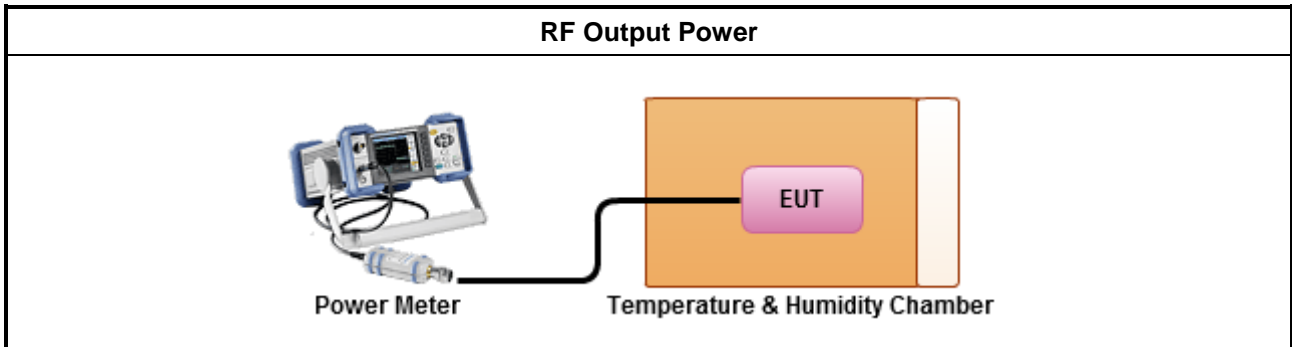 RF Output Power
EUT
Power Meter
Temperature & Humidity Chamber